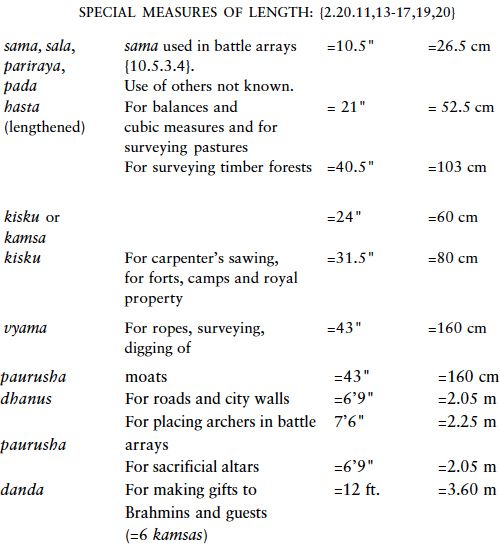 SPECIAL MEASURES OF LENGTH: {2.20.11,13-17,19,20}
sama, sala, sama used in battle arrays =10.5" =26.5 cm
pariraya, {10.5.3.4}.
pada Use of others not known.
hasta For balances and = 21" = 52.5 cm
(lengthened) cubic measures and for
surveying pastures
For surveying timber forests =40.5" =103 cm
kisku or =24" =60 cm
kamsa
kisku For carpenter's sawing, =31.5" =80 cm
for forts, camps and royal
property
vyama For ropes, surveying, =43" =160 cm
digging of
paurusha moats =43" =160 cm
dhanus For roads and city walls =6'9" =2.05 m
For placing archers in battle 7'6" =2.25 m
paurusha arrays
For sacrificial altars =6'9" =2.05 m
danda For making gifts to =12 ft. =3.60 m
Brahmins and guests
(=6 kamsas)